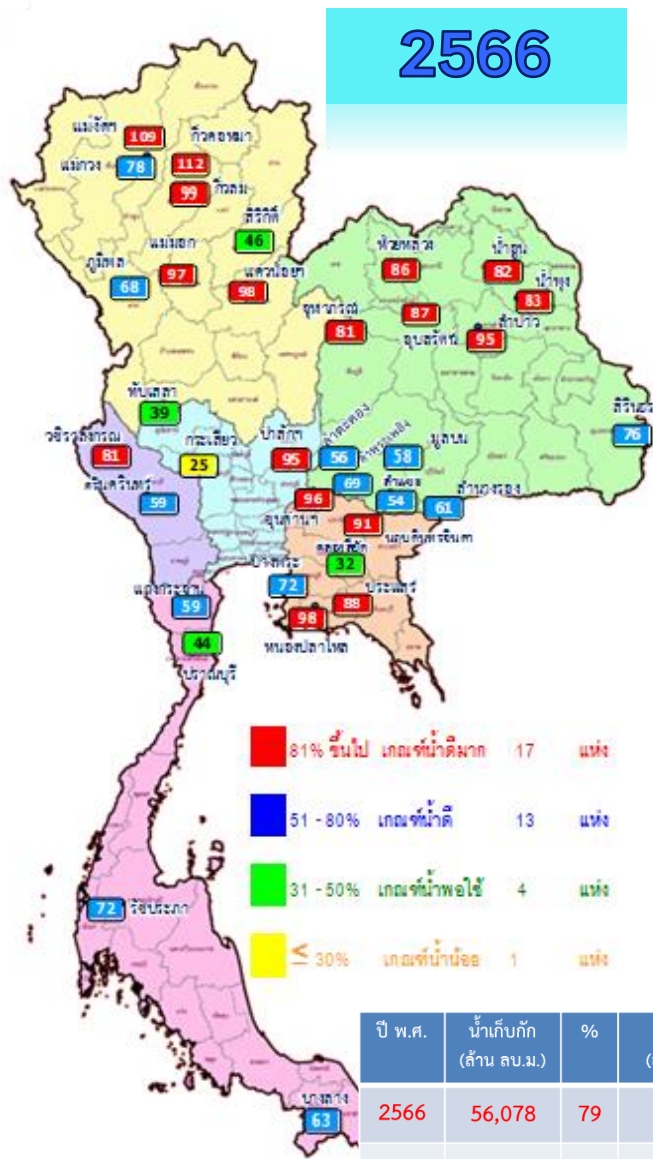 2566
แม่งัดฯ
109
กิ่วคอหมา
แม่กวง
78
112
99
กิ่วลม
สิริกิติ์
46
ภูมิพล
68
แม่มอก
97
แควน้อยฯ
98
ห้วยหลวง
86
น้ำอูน
82
น้ำพุง
83
จุฬาภรณ์
81
87
อุบลรัตน์
ลำปาว
95
สิรินธร
76
ทับเสลา
39
วชิราลงกรณ
81
กระเสียว
25
ป่าสักฯ
95
ลำตะคอง
56
ลำพระเพลิง
69
มูลบน
58
ลำแชะ
54
ลำนางรอง
61
ศรีนครินทร์
59
ขุนด่านฯ
96
91
นฤบดินทรจินดา
คลองสียัด
32
บางพระ
72
ประแสร์
88
98
หนองปลาไหล
แก่งกระจาน
59
44
ปราณบุรี
81% ขึ้นไป เกณฑ์น้ำดีมาก 17 แห่ง
51 - 80% เกณฑ์น้ำดี 13 แห่ง
31 - 50% เกณฑ์น้ำพอใช้ 4 แห่ง
≤ 30% เกณฑ์น้ำน้อย 1 แห่ง
72 รัชประภา
บางลาง
63
ปี พ.ศ. น้ำเก็บกัก %
(ล้าน ลบ.ม.)
2566 56,078 79